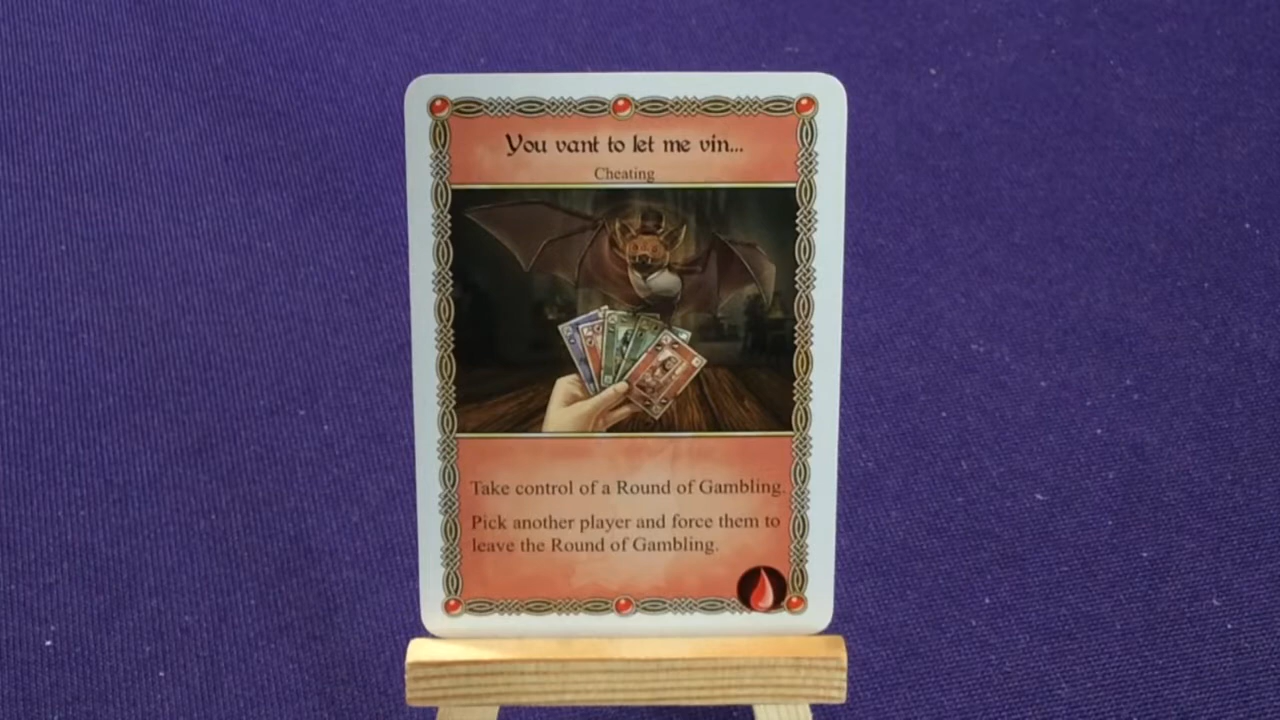 You vant to let me vin...
Cheating
Take control of a Round of Gambling.
Pick another player and force them to
leave the Round of Gambling.